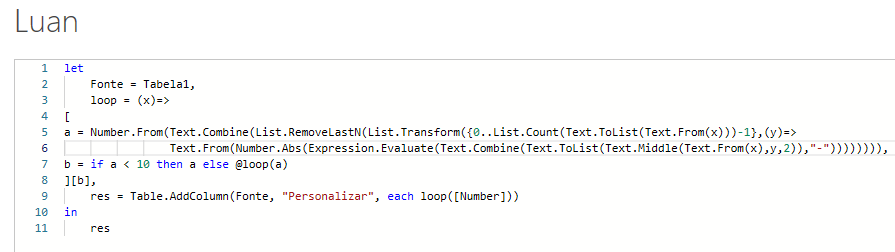 Luan
1 let
2 Fonte = Tabela1,
3 loop = (x)=>
4 [
5 a = Number.From(Text.Combine(List.RemoveLastN(List.Transform({0..List.Count(Text.ToList(Text.From(x)))-1},(y)=>
6 Text.From(Number.Abs(Expression.Evaluate(Text.Combine(Text.ToList(Text.Middle(Text.From(x),y,2)),"-")))))))),
7 b = if a < 10 then a else @loop(a)
8 ][b],
9 res = Table.AddColumn(Fonte, "Personalizar", each loop([Number]))
10 in
11 res